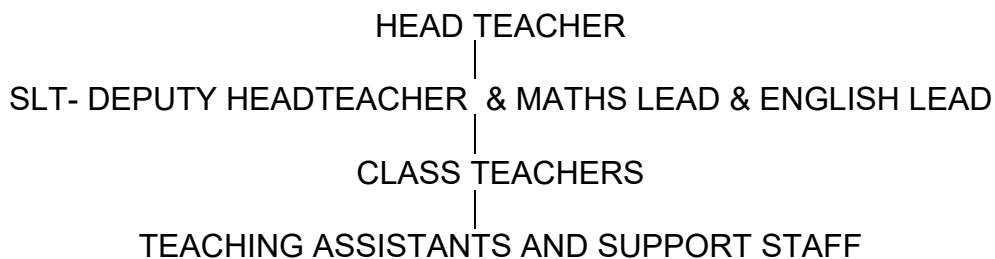 HEAD TEACHER
SLT- DEPUTY HEADTEACHER & MATHS LEAD & ENGLISH LEAD
CLASS TEACHERS
TEACHING ASSISTANTS AND SUPPORT STAFF